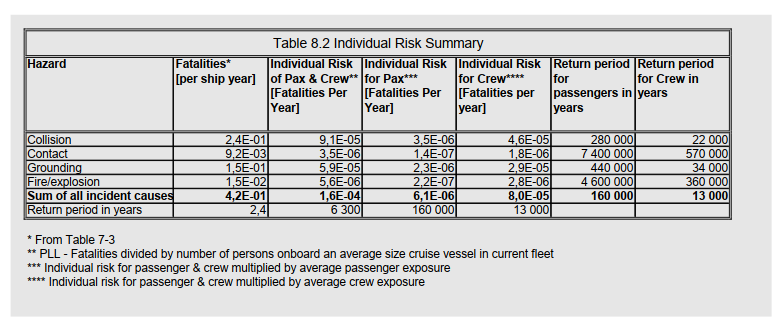 Table 8.2 Individual Risk Summary
Hazard Fatalities* [per ship year] Individual Risk of Pax & Crew** [Fatalities Per Year] Individual Risk for Pax*** [Fatalities Per Year] Individual Risk for Crew**** [Fatalities per year] Return period for passengers in years Return period for Crew in years
Collision 2,4E-01 9,1E-05 3,5E-06 4,6E-05 280 000 22 000
Contact 9,2E-03 3,5E-06 1,4E-07 1,8E-06 7 400 000 570 000
Grounding 1,5E-01 5,9E-05 2,3E-06 2,9E-05 440 000 34 000
Fire/explosion 1,5E-02 5,6E-06 2,2E-07 2,8E-06 4 600 000 360 000
Sum of all incident causes 4,2E-01 1,6E-04 6,1E-06 8,0E-05 160 000 13 000
Return period in years 2,4 6 300 160 000 13 000
* From Table 7-3
** PLL - Fatalities divided by number of persons onboard an average size cruise vessel in current fleet
*** Individual risk for passenger & crew multiplied by average passenger exposure
**** Individual risk for passenger & crew multiplied by average crew exposure